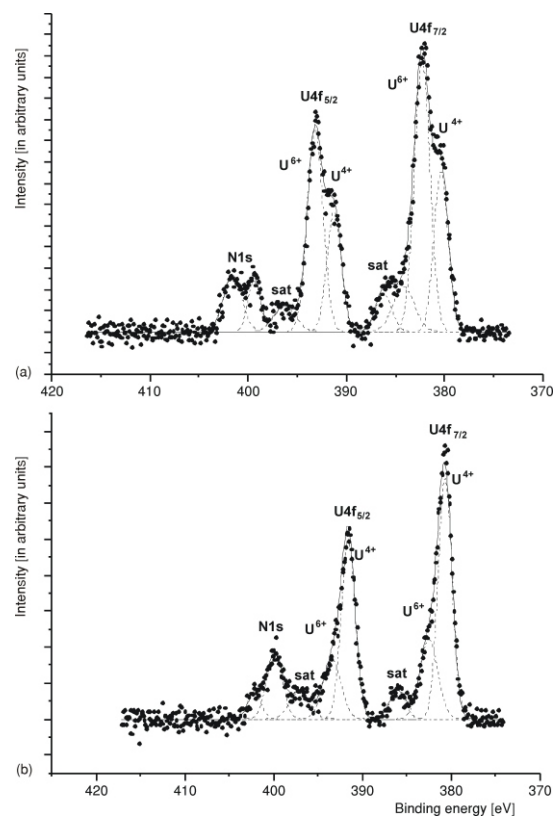 U4f7/2
U6+
U4f5/2
U4+
U6+
U4+
N1s
sat
sat
Intensity [in arbitrary units]
(a)
420 410 400 390 380 370
U4f7/2
U4+
U4f5/2
U4+
U6+
U6+
N1s
sat
sat
Intensity [in arbitrary units]
(b)
420 410 400 390 380 370
Binding energy [eV]